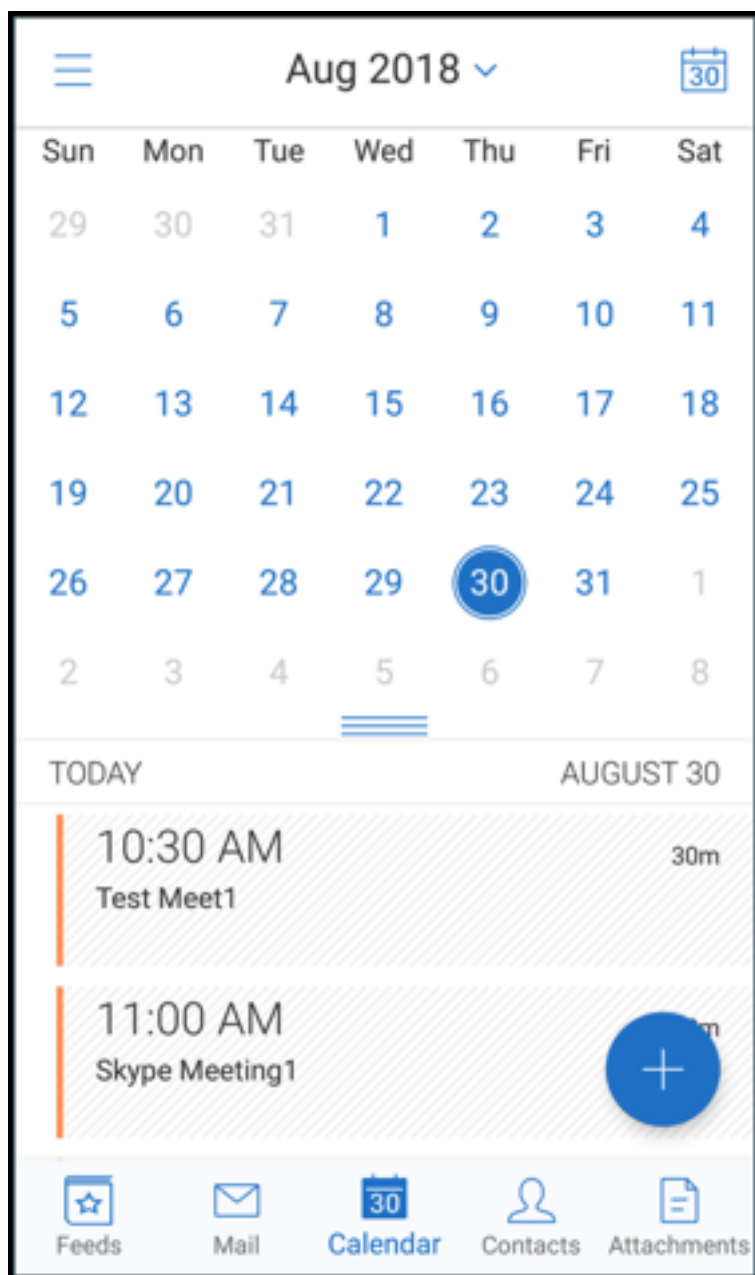 Aug 2018
30
Sun Mon Tue Wed Thu Fri Sat
29 30 31 1 2 3 4
5 6 7 8 9 10 11
12 13 14 15 16 17 18
19 20 21 22 23 24 25
26 27 28 29 30 31 1
2 3 4 5 6 7 8
TODAY AUGUST 30
10:30 AM
30m
Test Meet1
11:00 AM
Skype Meeting1
30
Feeds Mail Calendar Contacts Attachments